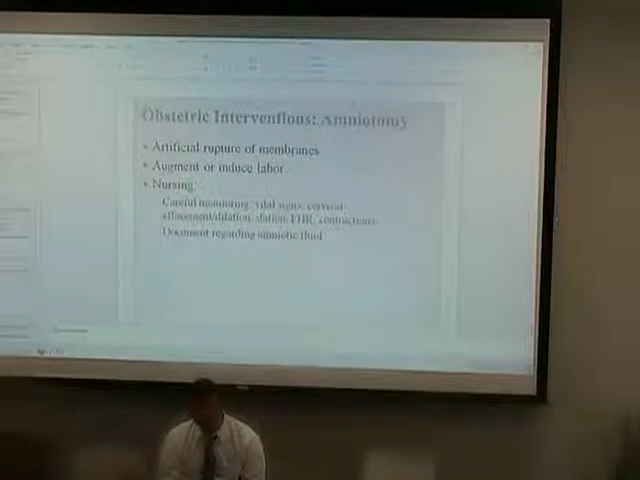 Obstetric Interventions: Amniotomy
Artificial rupture of membranes
Augment or induce labor
Nursing
Careful monitoring: vital signs, cervical
effacement/dilation, station, FHR, contractions
Document regarding amniotic fluid